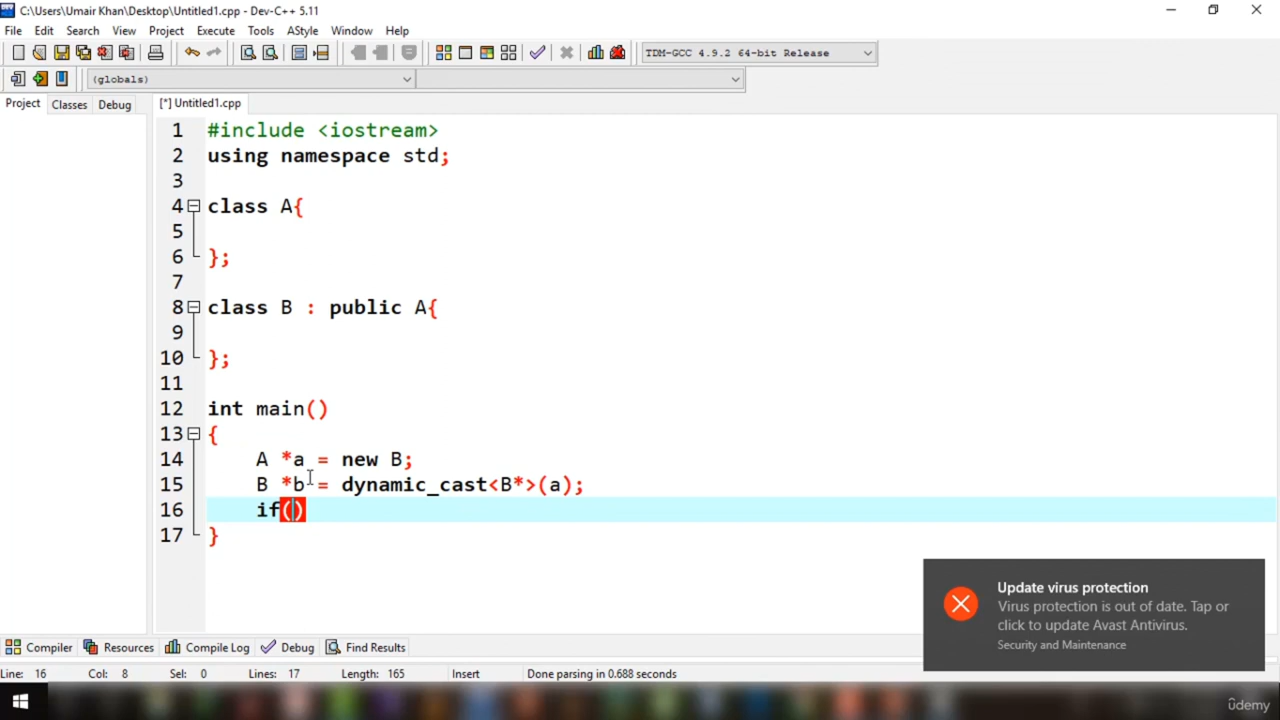 C:\Users\Umair Khan\Desktop\Untitled1.cpp - Dev-C++ 5.11
File Edit Search View Project Execute Tools AStyle Window Help
TDM-GCC 4.9.2 64-bit Release
(globals)
Project Classes Debug [*] Untitled1.cpp
1 #include <iostream>
2 using namespace std;
3
4 class A{
5
6 };
7
8 class B : public A{
9
10 };
11
12 int main()
13 {
14 A *a = new B;
15 B *b = dynamic_cast<B*>(a);
16 if()
17 }
Update virus protection
Virus protection is out of date. Tap or
click to update Avast Antivirus.
Security and Maintenance
Compiler Resources Compile Log Debug Find Results
Line: 16 Col: 8 Sel: 0 Lines: 17 Length: 165 Insert Done parsing in 0.688 seconds
ûdemy